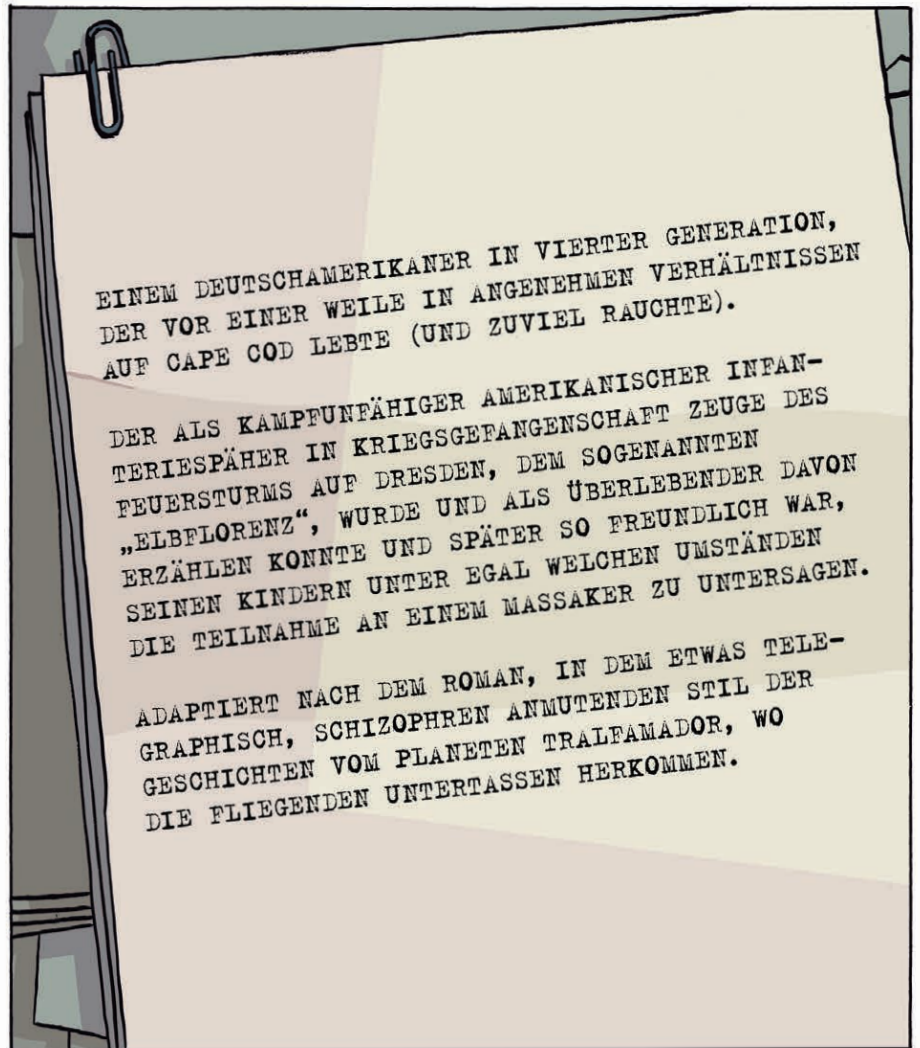 EINEM DEUTSCHAMERIKANER IN VIERTER GENERATION,
DER VOR EINER WEILE IN ANGENEHMEN VERHÄLTNISSEN
AUF CAPE COD LEBTE (UND ZUVIEL RAUCHTE).
DER ALS KAMPFUNFÄHIGER AMERIKANISCHER INFAN-
TERIESPÄHER IN KRIEGSGEFANGENSCHAFT ZEUGE DES
FEUERSTURMS AUF DRESDEN, DEM SOGENANNTEN
„ELBFLORENZ“, WURDE UND ALS ÜBERLEBENDER DAVON
ERZÄHLEN KONNTE UND SPÄTER SO FREUNDLICH WAR,
SEINEN KINDERN UNTER EGAL WELCHEN UMSTÄNDEN
DIE TEILNAHME AN EINEM MASSAKER ZU UNTERSAGEN.
ADAPTIERT NACH DEM ROMAN, IN DEM ETWAS TELE-
GRAPHISCH, SCHIZOPHREN ANMUTENDEN STIL DER
GESCHICHTEN VOM PLANETEN TRALFAMADOR, WO
DIE FLIEGENDEN UNTERTASSEN HERKOMMEN.